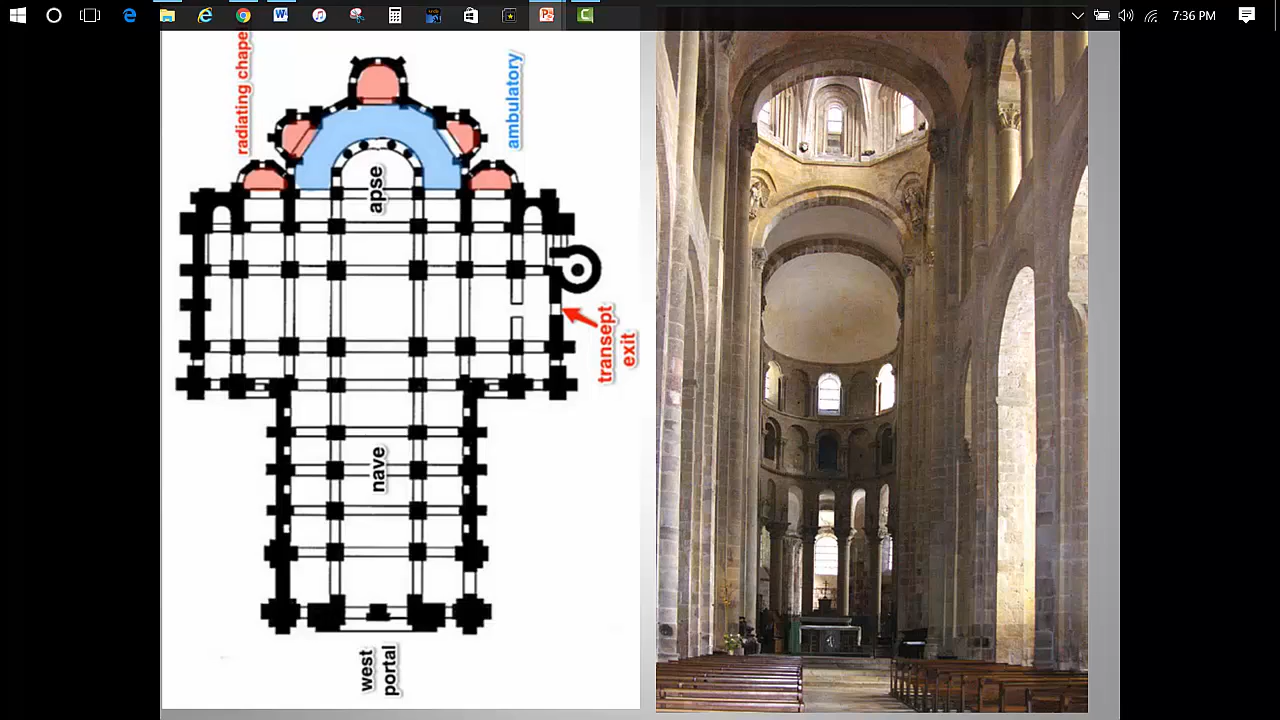 7:36 PM
radiating chape
ambulatory
apse
transept
exit
nave
west
portal